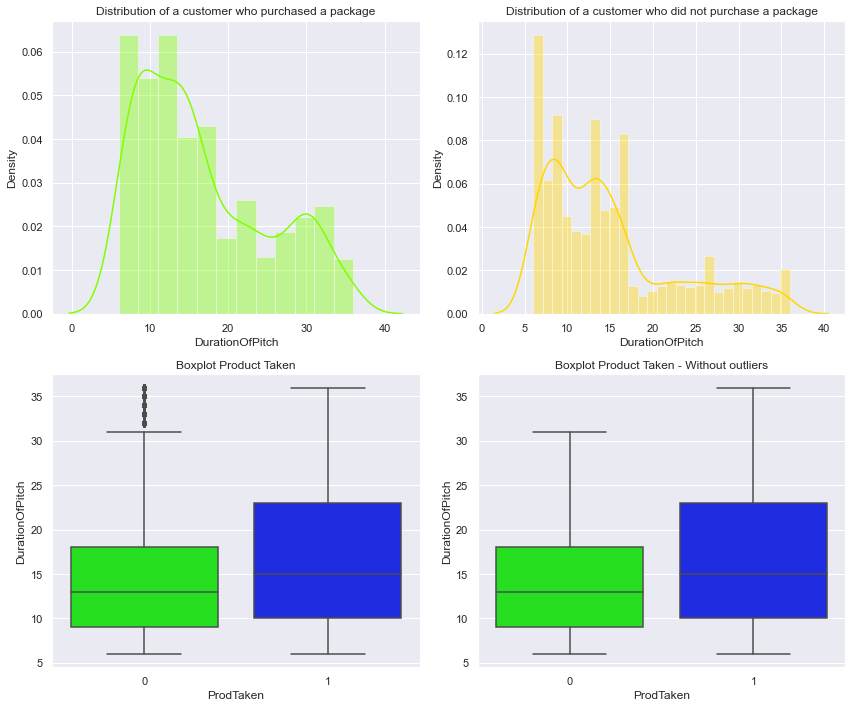 Distribution of a customer who purchased a package
Density
0.06
0.05
0.04
0.03
0.02
0.01
0.00
0 10 20 30 40
DurationOfPitch
Distribution of a customer who did not purchase a package
Density
0.12
0.10
0.08
0.06
0.04
0.02
0.00
0 5 10 15 20 25 30 35 40
DurationOfPitch
Boxplot Product Taken
DurationOfPitch
35
30
25
20
15
10
5
0 1
ProdTaken
Boxplot Product Taken - Without outliers
DurationOfPitch
35
30
25
20
15
10
5
0 1
ProdTaken